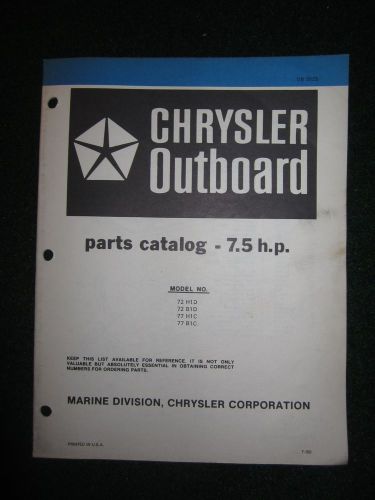 CHRYSLER
Outboard
parts catalog - 7.5 h.p.
MODEL NO.
72 H1D
72 B1D
77 H1C
77 B1C
KEEP THIS LIST AVAILABLE FOR REFERENCE. IT IS NOT ONLY
VALUABLE BUT ABSOLUTELY ESSENTIAL IN OBTAINING CORRECT
NUMBERS FOR ORDERING PARTS.
MARINE DIVISION, CHRYSLER CORPORATION
PRINTED IN U.S.A.